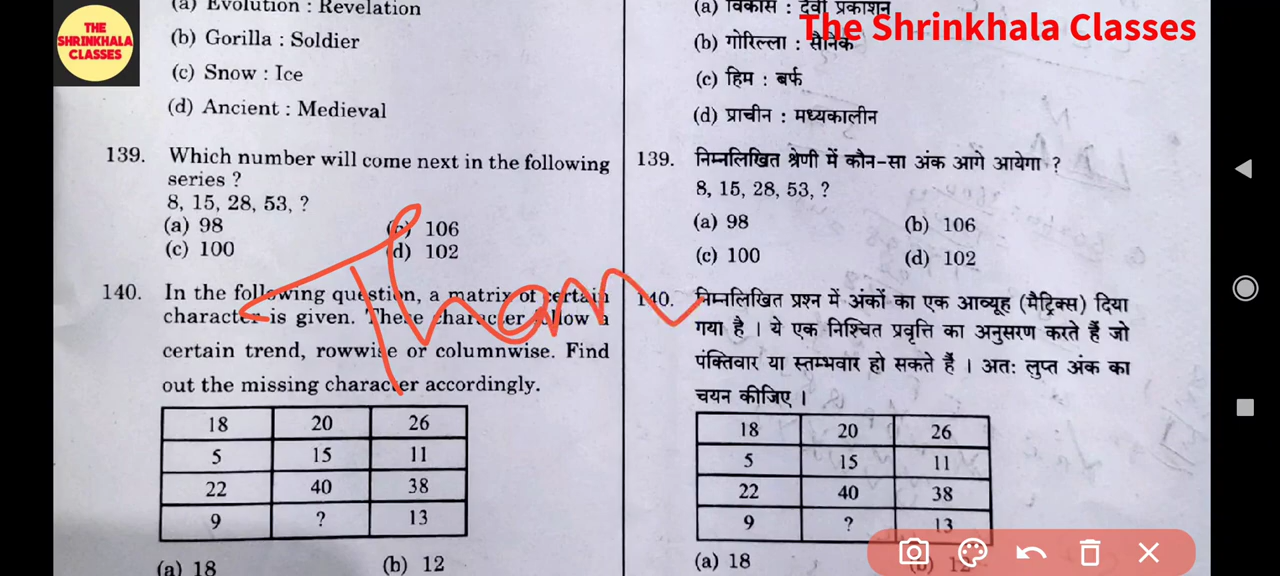 THE
SHRINKHALA
CLASSES
The Shrinkhala Classes
(a) Evolution : Revelation
(b) Gorilla : Soldier
(c) Snow : Ice
(d) Ancient : Medieval
139. Which number will come next in the following
series ?
8, 15, 28, 53, ?
(a) 98 (b) 106
(c) 100 (d) 102
140. In the following question, a matrix of certain
character is given. These character follow a
certain trend, rowwise or columnwise. Find
out the missing character accordingly.
18 20 26
5 15 11
22 40 38
9 ? 13
(a) 18 (b) 12
(a) विकास : देवी प्रकाशन
(b) गोरिल्ला : सैनिक
(c) हिम : बर्फ
(d) प्राचीन : मध्यकालीन
139. निम्नलिखित श्रेणी में कौन-सा अंक आगे आयेगा ?
8, 15, 28, 53, ?
(a) 98 (b) 106
(c) 100 (d) 102
140. निम्नलिखित प्रश्न में अंकों का एक आव्यूह (मैट्रिक्स) दिया
गया है । ये एक निश्चित प्रवृत्ति का अनुसरण करते हैं जो
पंक्तिवार या स्तम्भवार हो सकते हैं । अतः लुप्त अंक का
चयन कीजिए ।
18 20 26
5 15 11
22 40 38
9 ? 13
(a) 18 (b) 12